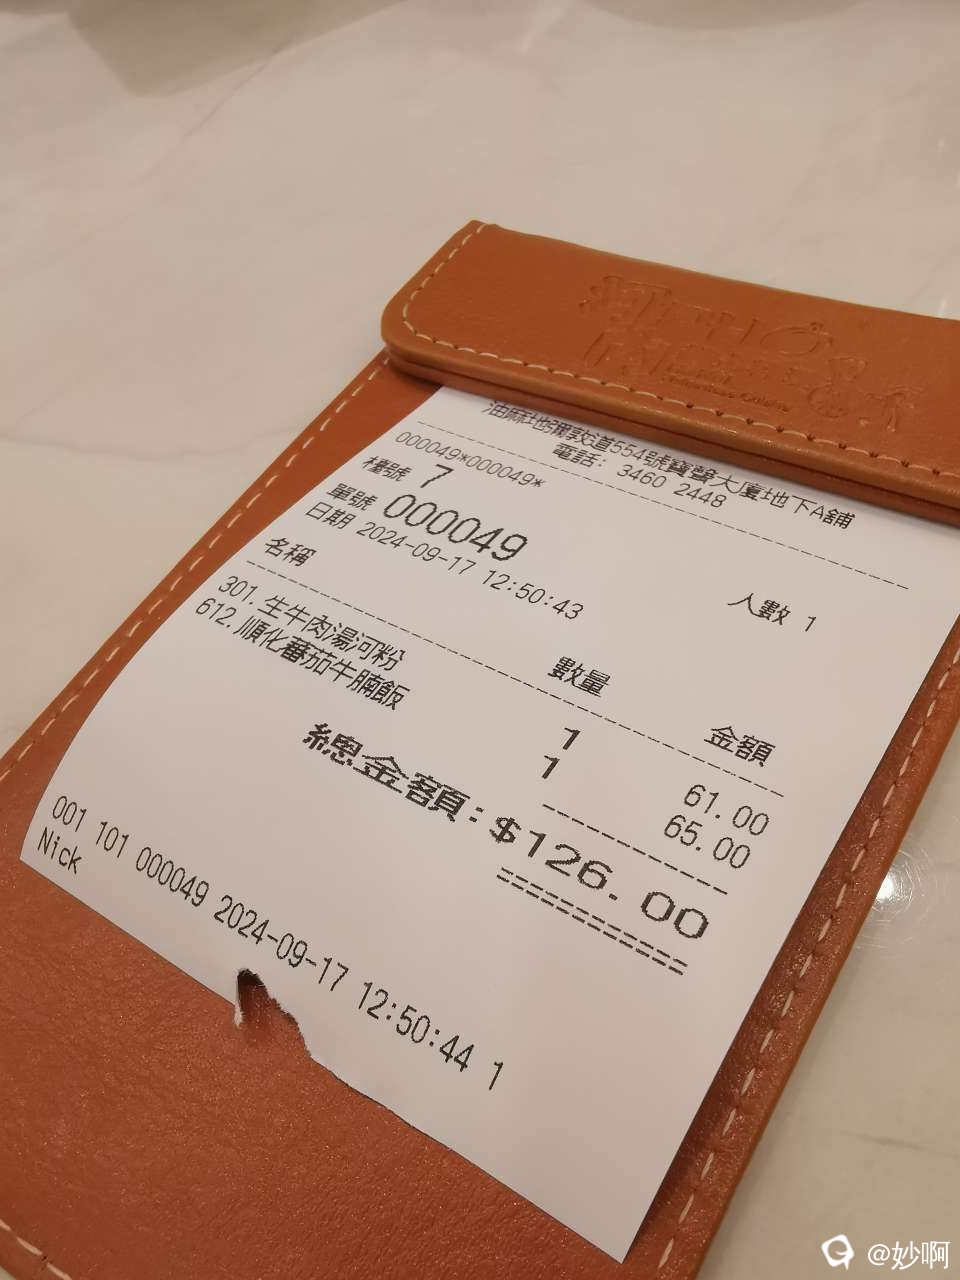 油麻地彌敦道554號寶寧大廈地下A舖
電話: 3460 2448
000049*000049*
檯號 7 人數 1
單號 000049
日期 2024-09-17 12:50:43
名稱 數量 金額
301.生牛肉湯河粉 1 61.00
612.順化蕃茄牛腩飯 1 65.00
總金額:$126.00
001 101 000049 2024-09-17 12:50:44 1
Nick
@妙啊